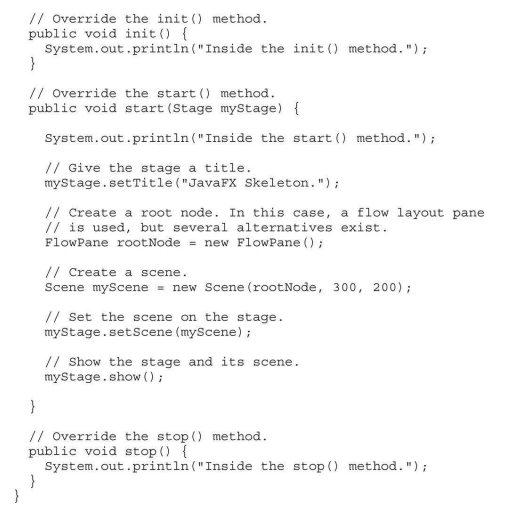 // Override the init() method.
public void init() {
System.out.println("Inside the init() method.");
}
// Override the start() method.
public void start(Stage myStage) {
System.out.println("Inside the start() method.");
// Give the stage a title.
myStage.setTitle("JavaFX Skeleton.");
// Create a root node. In this case, a flow layout pane
// is used, but several alternatives exist.
FlowPane rootNode = new FlowPane();
// Create a scene.
Scene myScene = new Scene(rootNode, 300, 200);
// Set the scene on the stage.
myStage.setScene(myScene);
// Show the stage and its scene.
myStage.show();
}
// Override the stop() method.
public void stop() {
System.out.println("Inside the stop() method.");
}
}